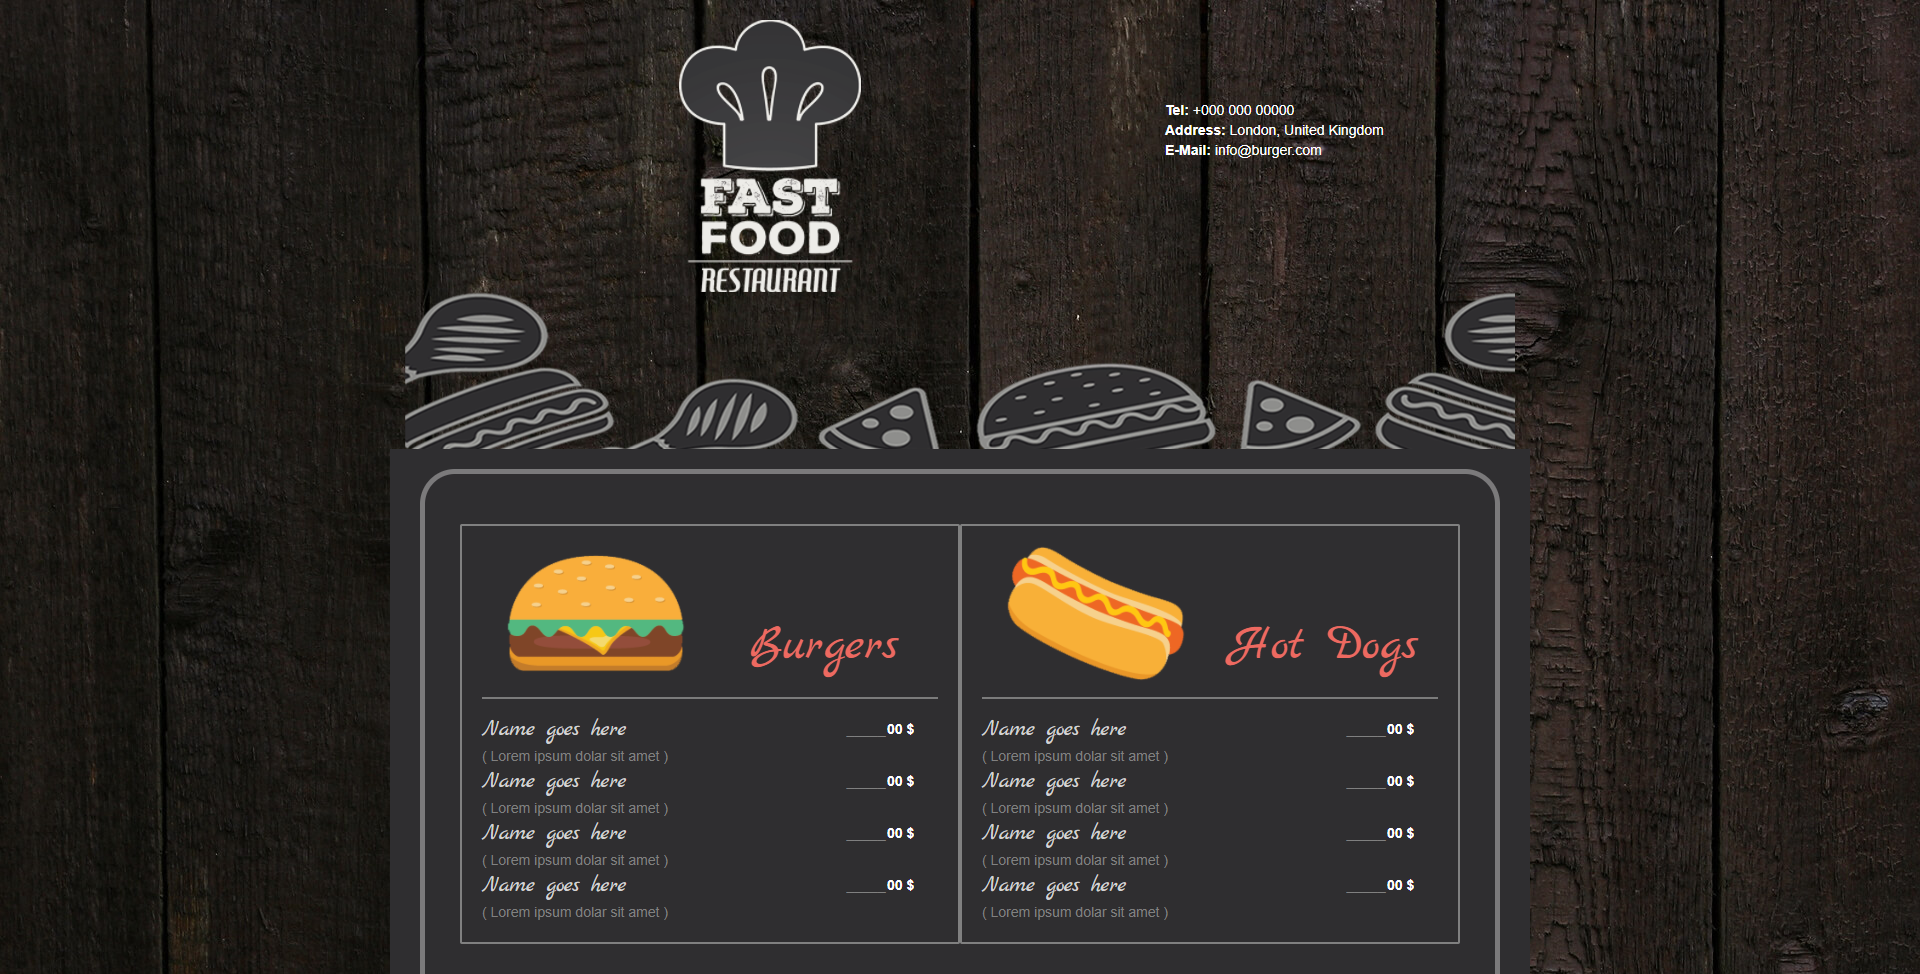 FAST
FOOD
RESTAURANT
Tel: +000 000 00000
Address: London, United Kingdom
E-Mail: info@burger.com
Burgers
Name goes here ______00 $
( Lorem ipsum dolar sit amet )
Name goes here ______00 $
( Lorem ipsum dolar sit amet )
Name goes here ______00 $
( Lorem ipsum dolar sit amet )
Name goes here ______00 $
( Lorem ipsum dolar sit amet )
Hot Dogs
Name goes here ______00 $
( Lorem ipsum dolar sit amet )
Name goes here ______00 $
( Lorem ipsum dolar sit amet )
Name goes here ______00 $
( Lorem ipsum dolar sit amet )
Name goes here ______00 $
( Lorem ipsum dolar sit amet )